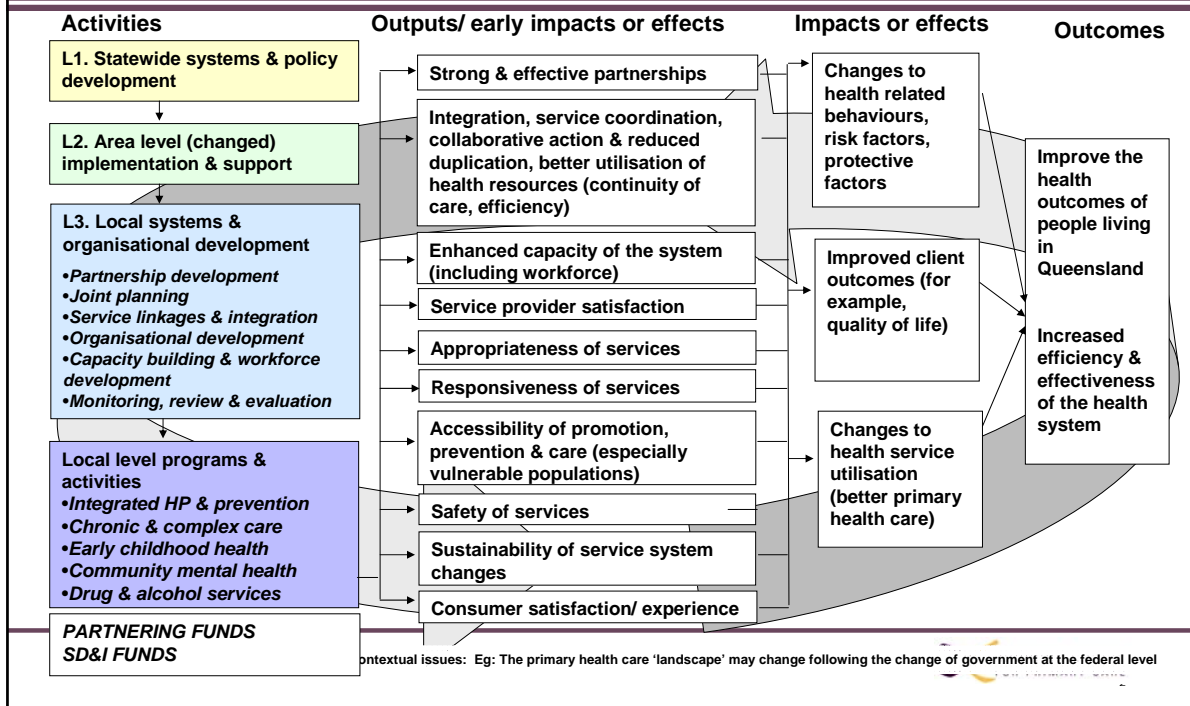 Activities
Outputs/ early impacts or effects
Impacts or effects
Outcomes
L1. Statewide systems & policy
development
L2. Area level (changed)
implementation & support
L3. Local systems &
organisational development
•Partnership development
•Joint planning
•Service linkages & integration
•Organisational development
•Capacity building & workforce
development
•Monitoring, review & evaluation
Local level programs &
activities
•Integrated HP & prevention
•Chronic & complex care
•Early childhood health
•Community mental health
•Drug & alcohol services
PARTNERING FUNDS
SD&I FUNDS
Strong & effective partnerships
Integration, service coordination,
collaborative action & reduced
duplication, better utilisation of
health resources (continuity of
care, efficiency)
Enhanced capacity of the system
(including workforce)
Service provider satisfaction
Appropriateness of services
Responsiveness of services
Accessibility of promotion,
prevention & care (especially
vulnerable populations)
Safety of services
Sustainability of service system
changes
Consumer satisfaction/ experience
Changes to
health related
behaviours,
risk factors,
protective
factors
Improved client
outcomes (for
example,
quality of life)
Changes to
health service
utilisation
(better primary
health care)
Improve the
health
outcomes of
people living
in
Queensland
Increased
efficiency &
effectiveness
of the health
system
ontextual issues: Eg: The primary health care ‘landscape’ may change following the change of government at the federal level